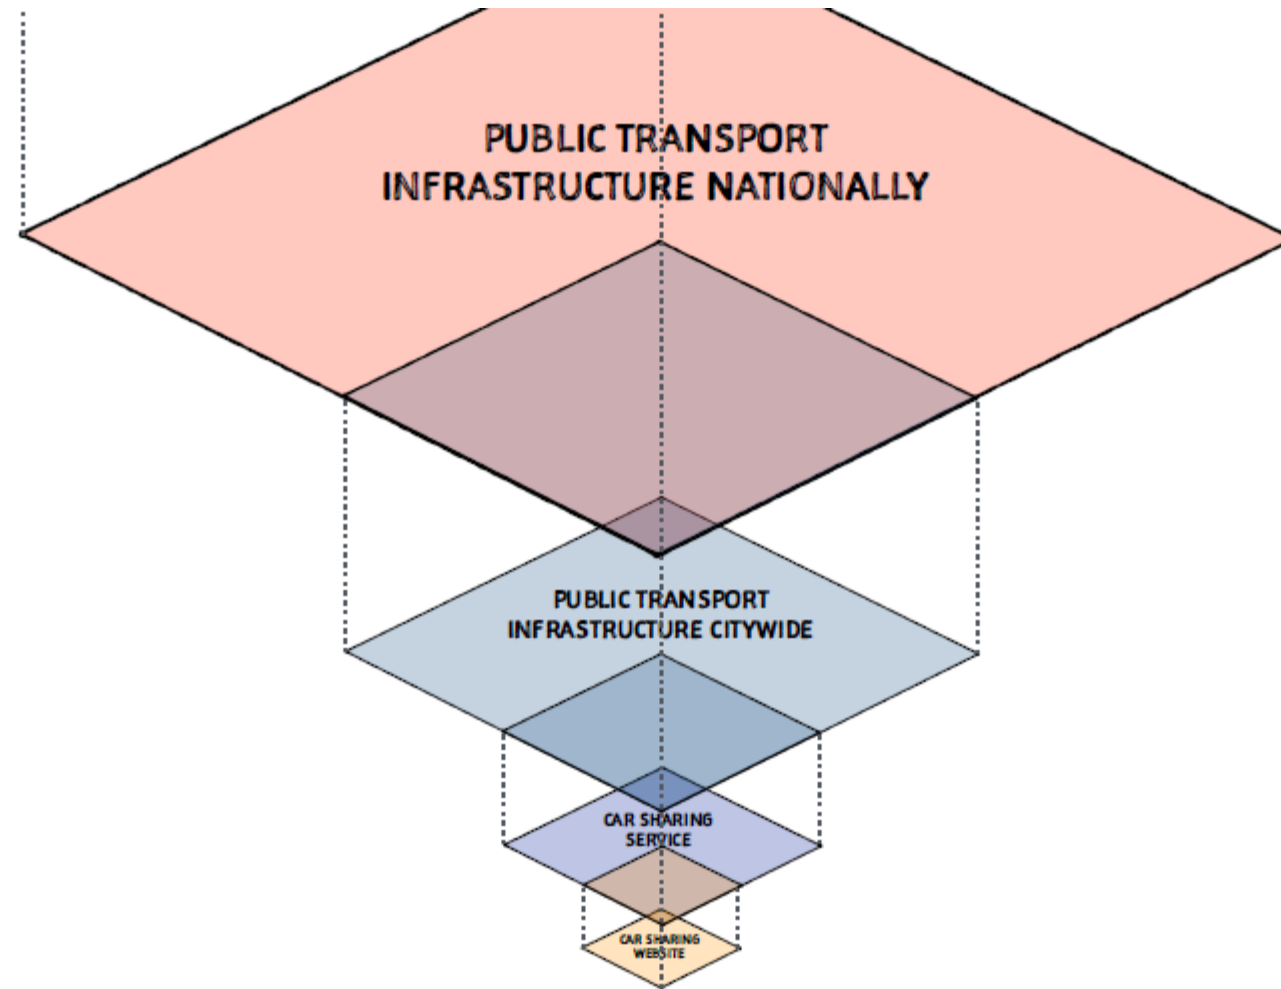 PUBLIC TRANSPORT
INFRASTRUCTURE NATIONALLY
PUBLIC TRANSPORT
INFRASTRUCTURE CITYWIDE
CAR SHARING
SERVICE
CAR SHARING
WEBSITE